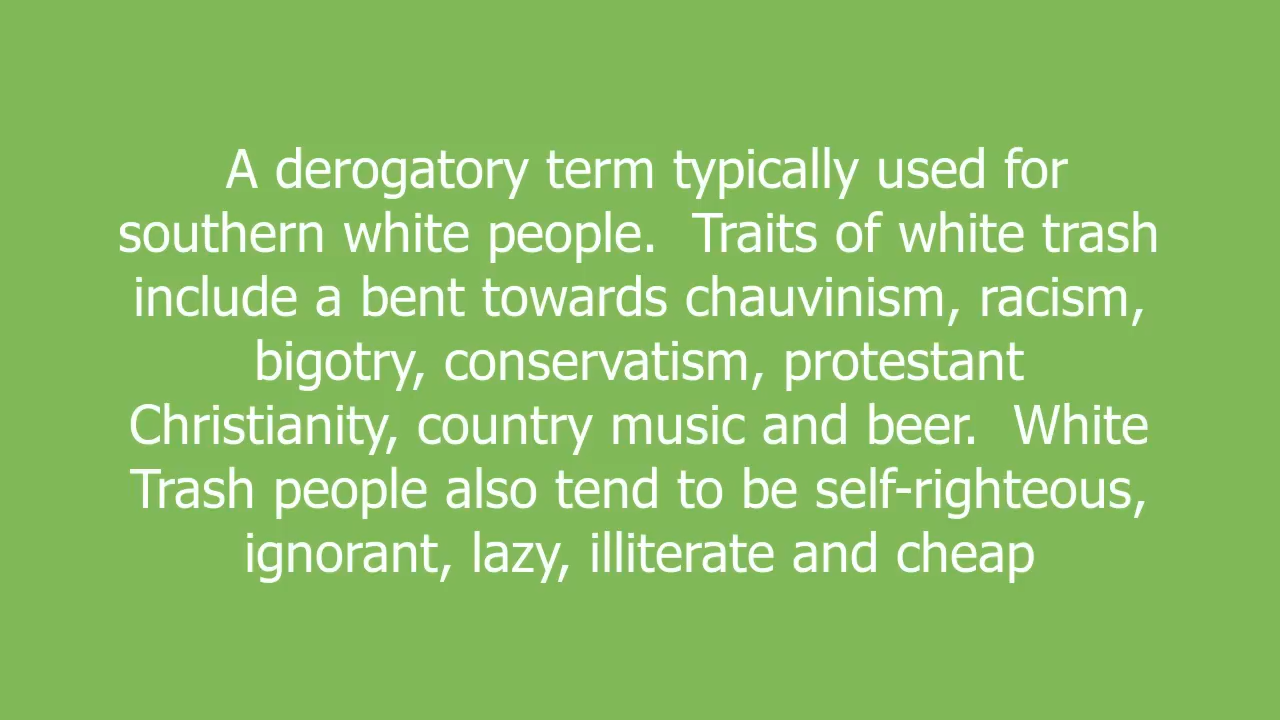 A derogatory term typically used for
southern white people.  Traits of white trash
include a bent towards chauvinism, racism,
bigotry, conservatism, protestant
Christianity, country music and beer.  White
Trash people also tend to be self-righteous,
ignorant, lazy, illiterate and cheap